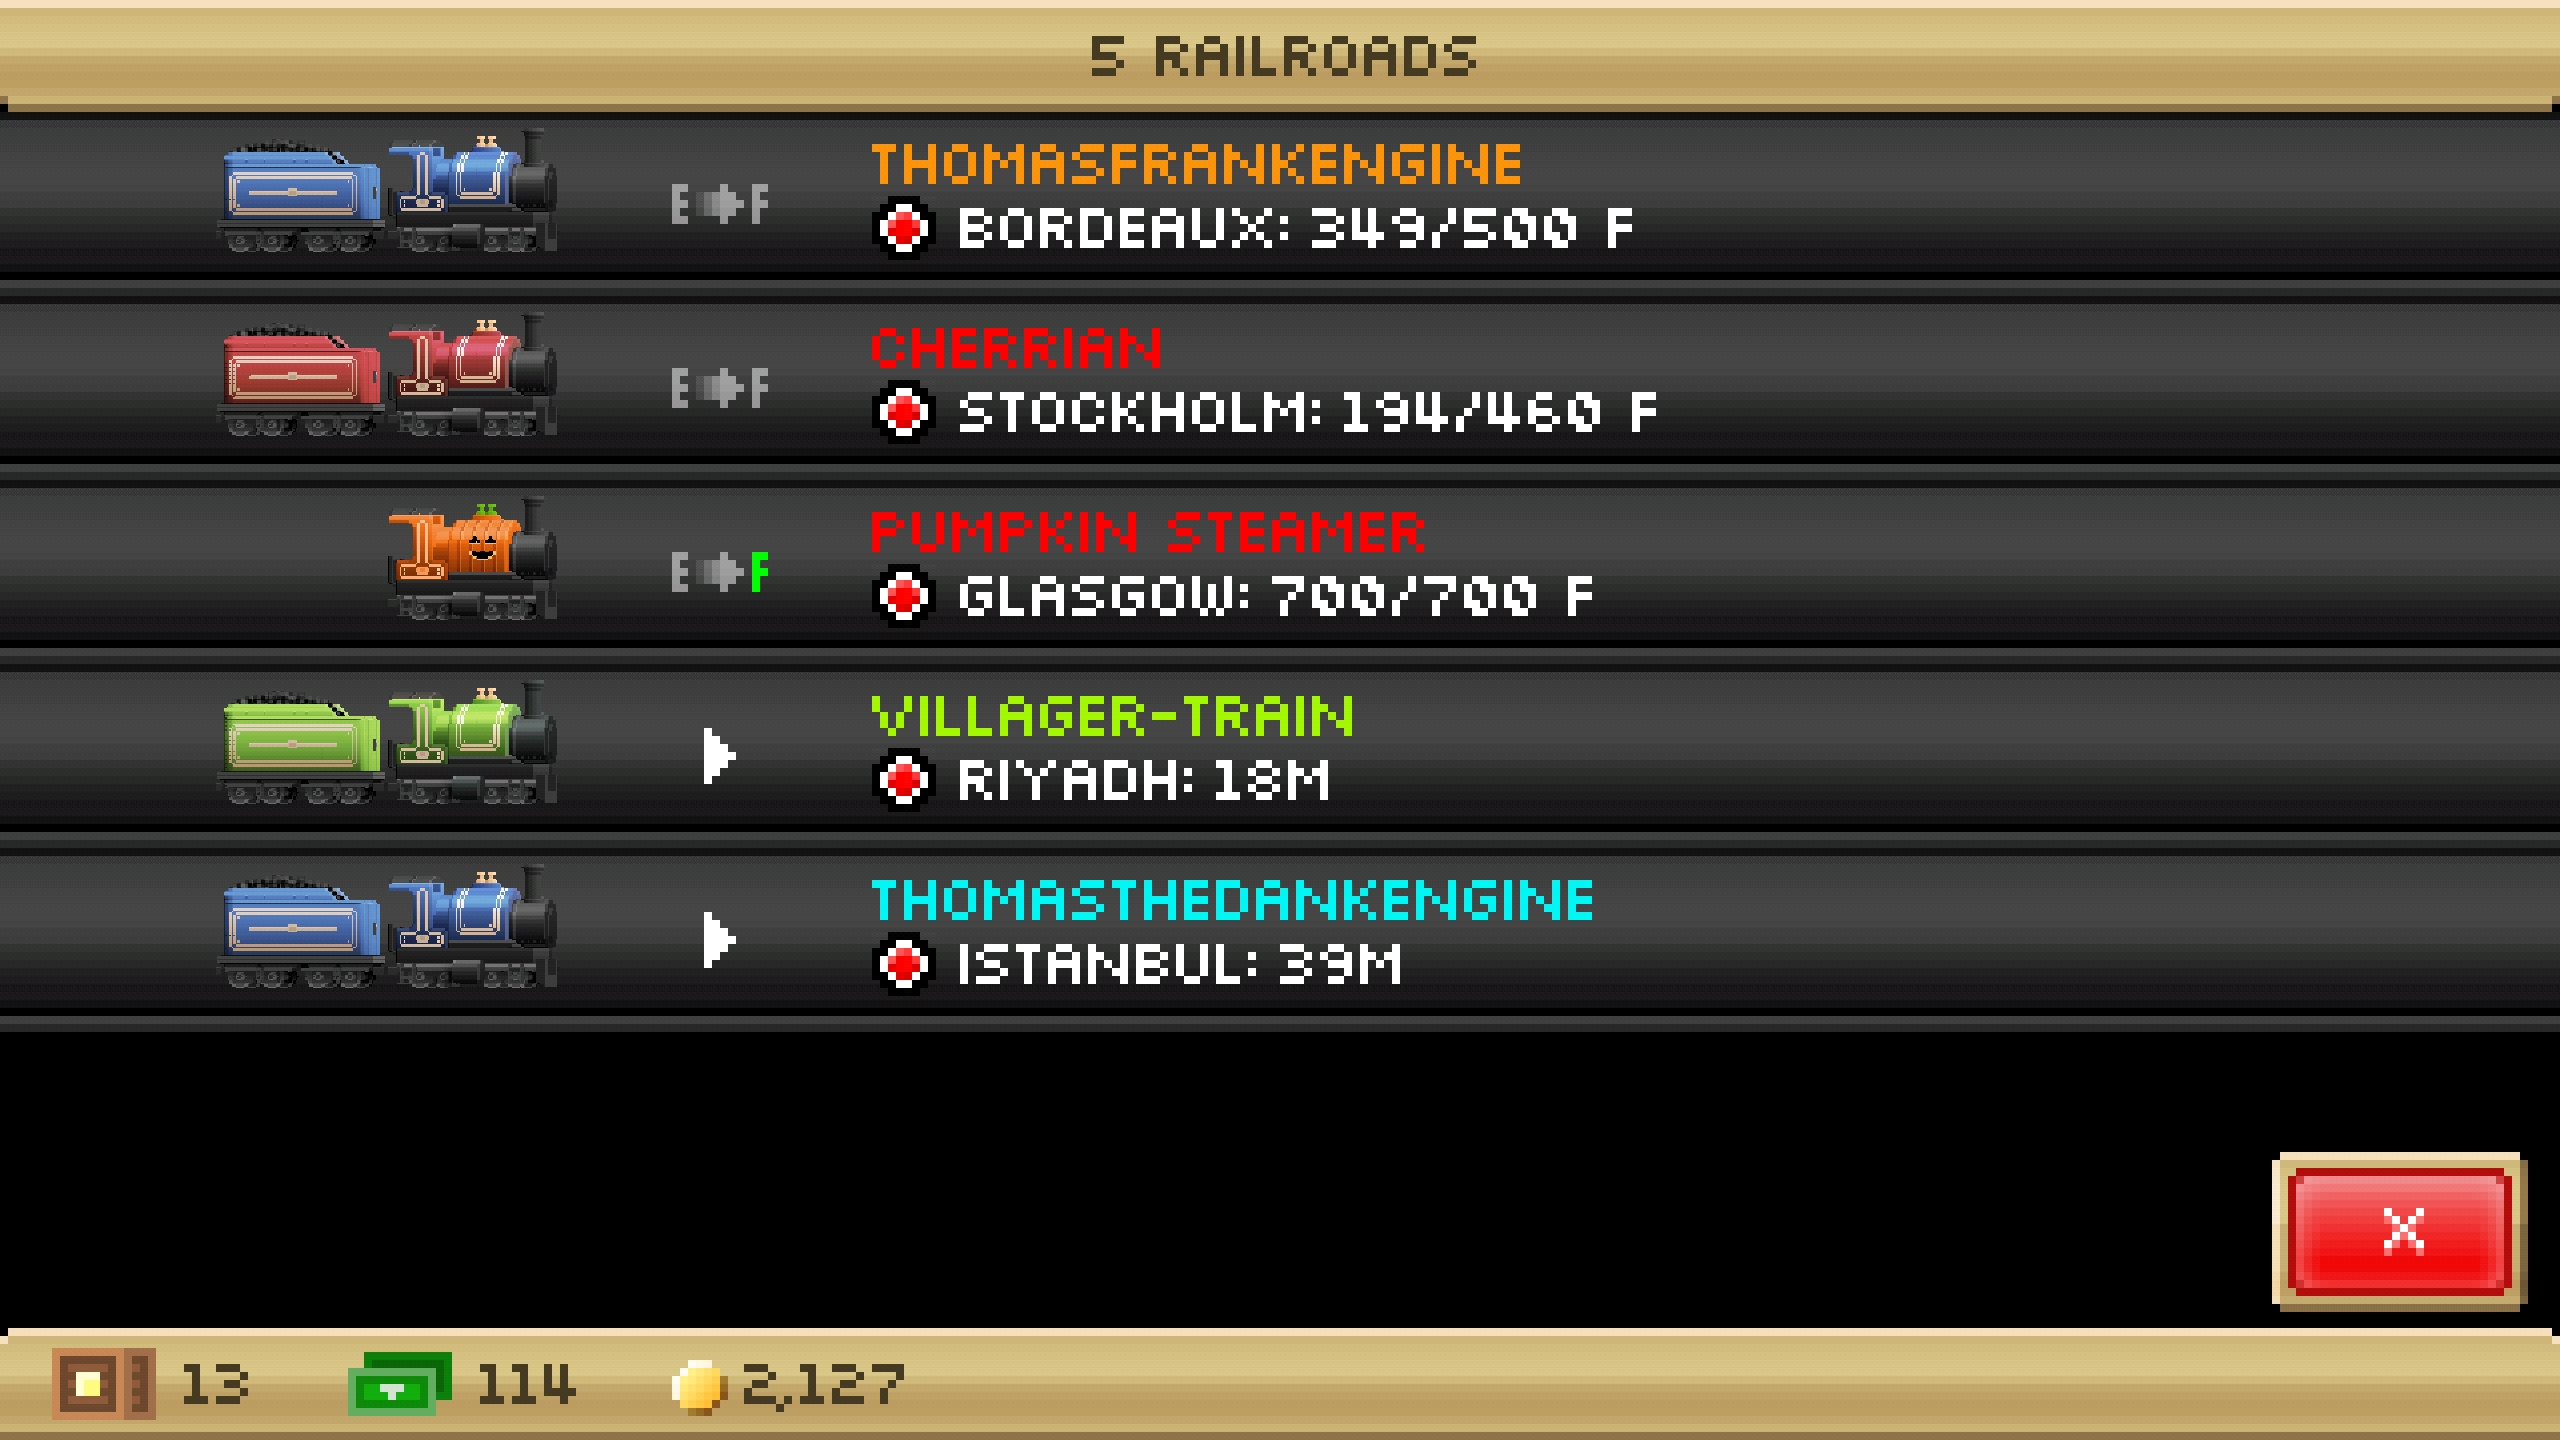 5 RAILROADS
THOMASFRANKENGINE
E F
BORDEAUX: 349/500 F
CHERRIAN
E F
STOCKHOLM: 194/460 F
PUMPKIN STEAMER
E F
GLASGOW: 700/700 F
VILLAGER-TRAIN
RIYADH: 18M
THOMASTHEDANKENGINE
ISTANBUL: 39M
X
13 114 2,127